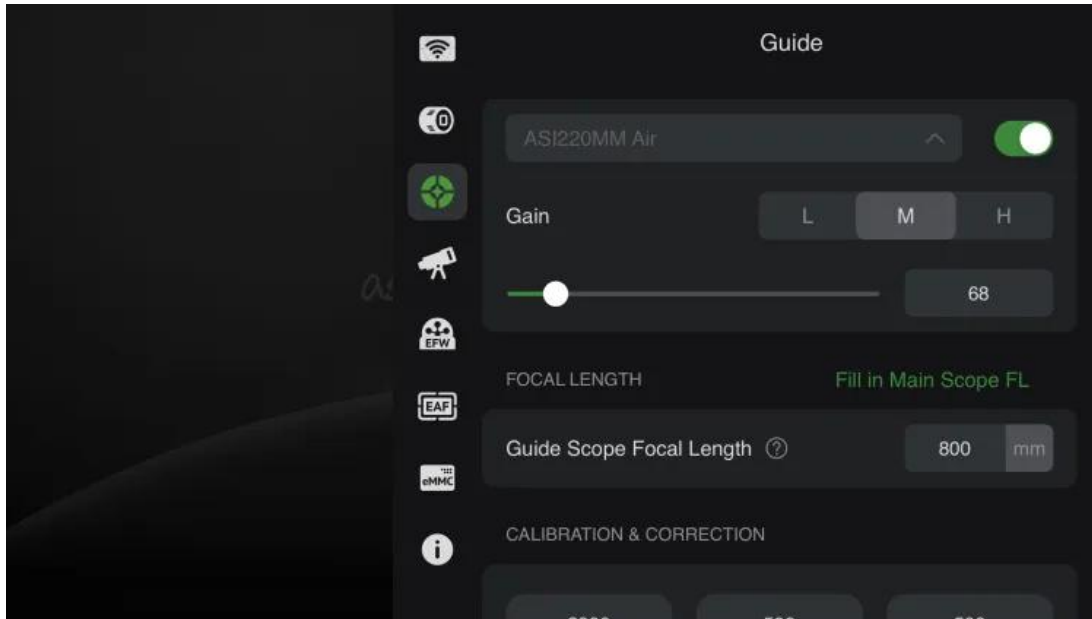 Guide
ASI220MM Air
Gain
L M H
68
EFW
FOCAL LENGTH
Fill in Main Scope FL
EAF
Guide Scope Focal Length ?
800 mm
eMMC
CALIBRATION & CORRECTION
i